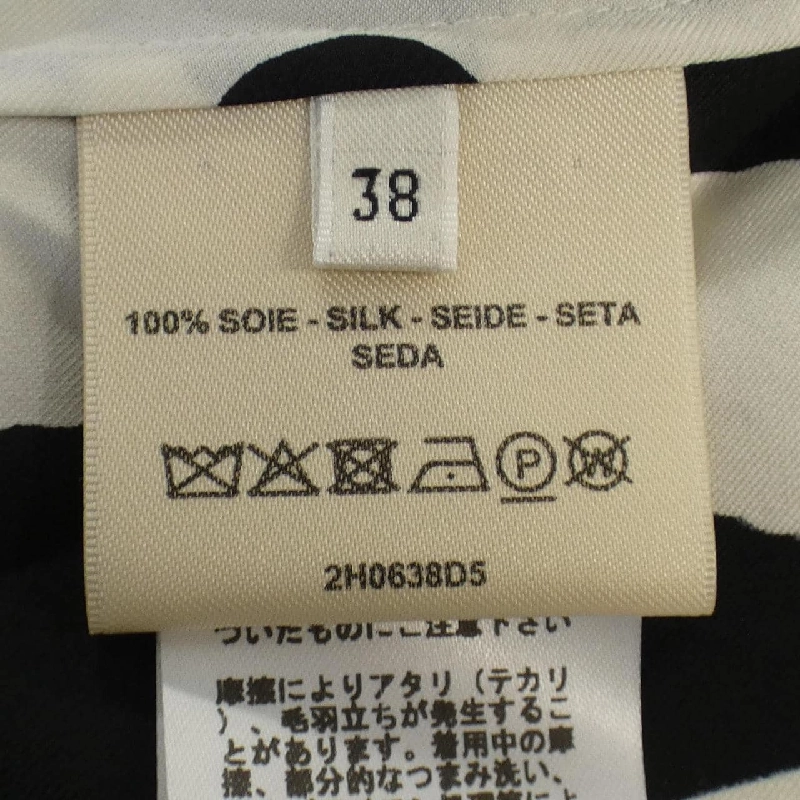 38
100% SOIE - SILK - SEIDE - SETA
SEDA
P
W
2H0638D5
ついたものにご注意下さい
摩擦によりアタリ（テカリ
）、毛羽立ちが発生するこ
とがあります。着用中の摩
擦、部分的なつまみ洗い、